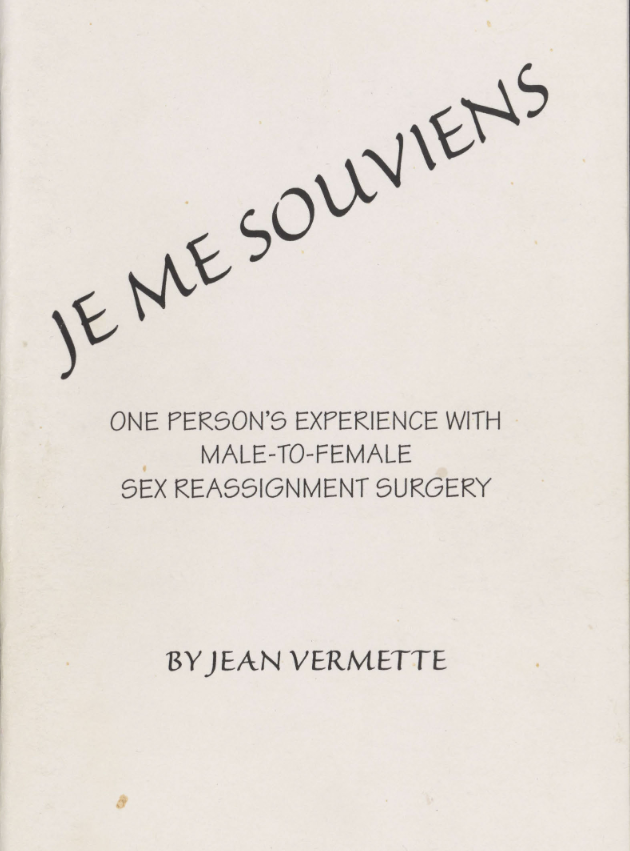 JE ME SOUVIENS
ONE PERSON'S EXPERIENCE WITH
MALE-TO-FEMALE
SEX REASSIGNMENT SURGERY
BY JEAN VERMETTE